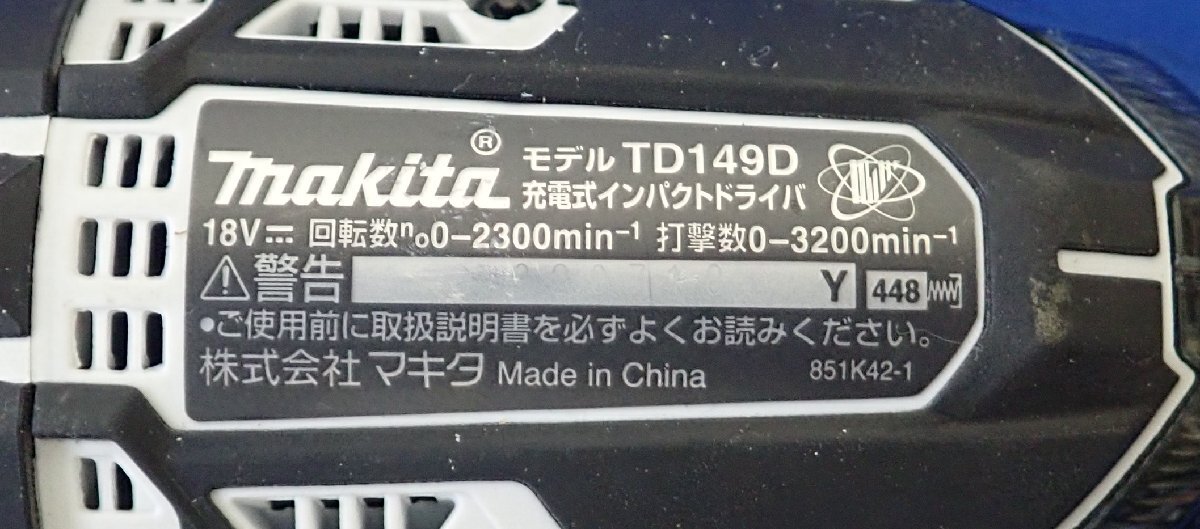 makita® モデル TD149D
充電式インパクトドライバ
18V⎓ 回転数n₀0-2300min⁻¹ 打撃数0-3200min⁻¹
⚠警告 Y 448
•ご使用前に取扱説明書を必ずよくお読みください。
株式会社 マキタ Made in China 851K42-1